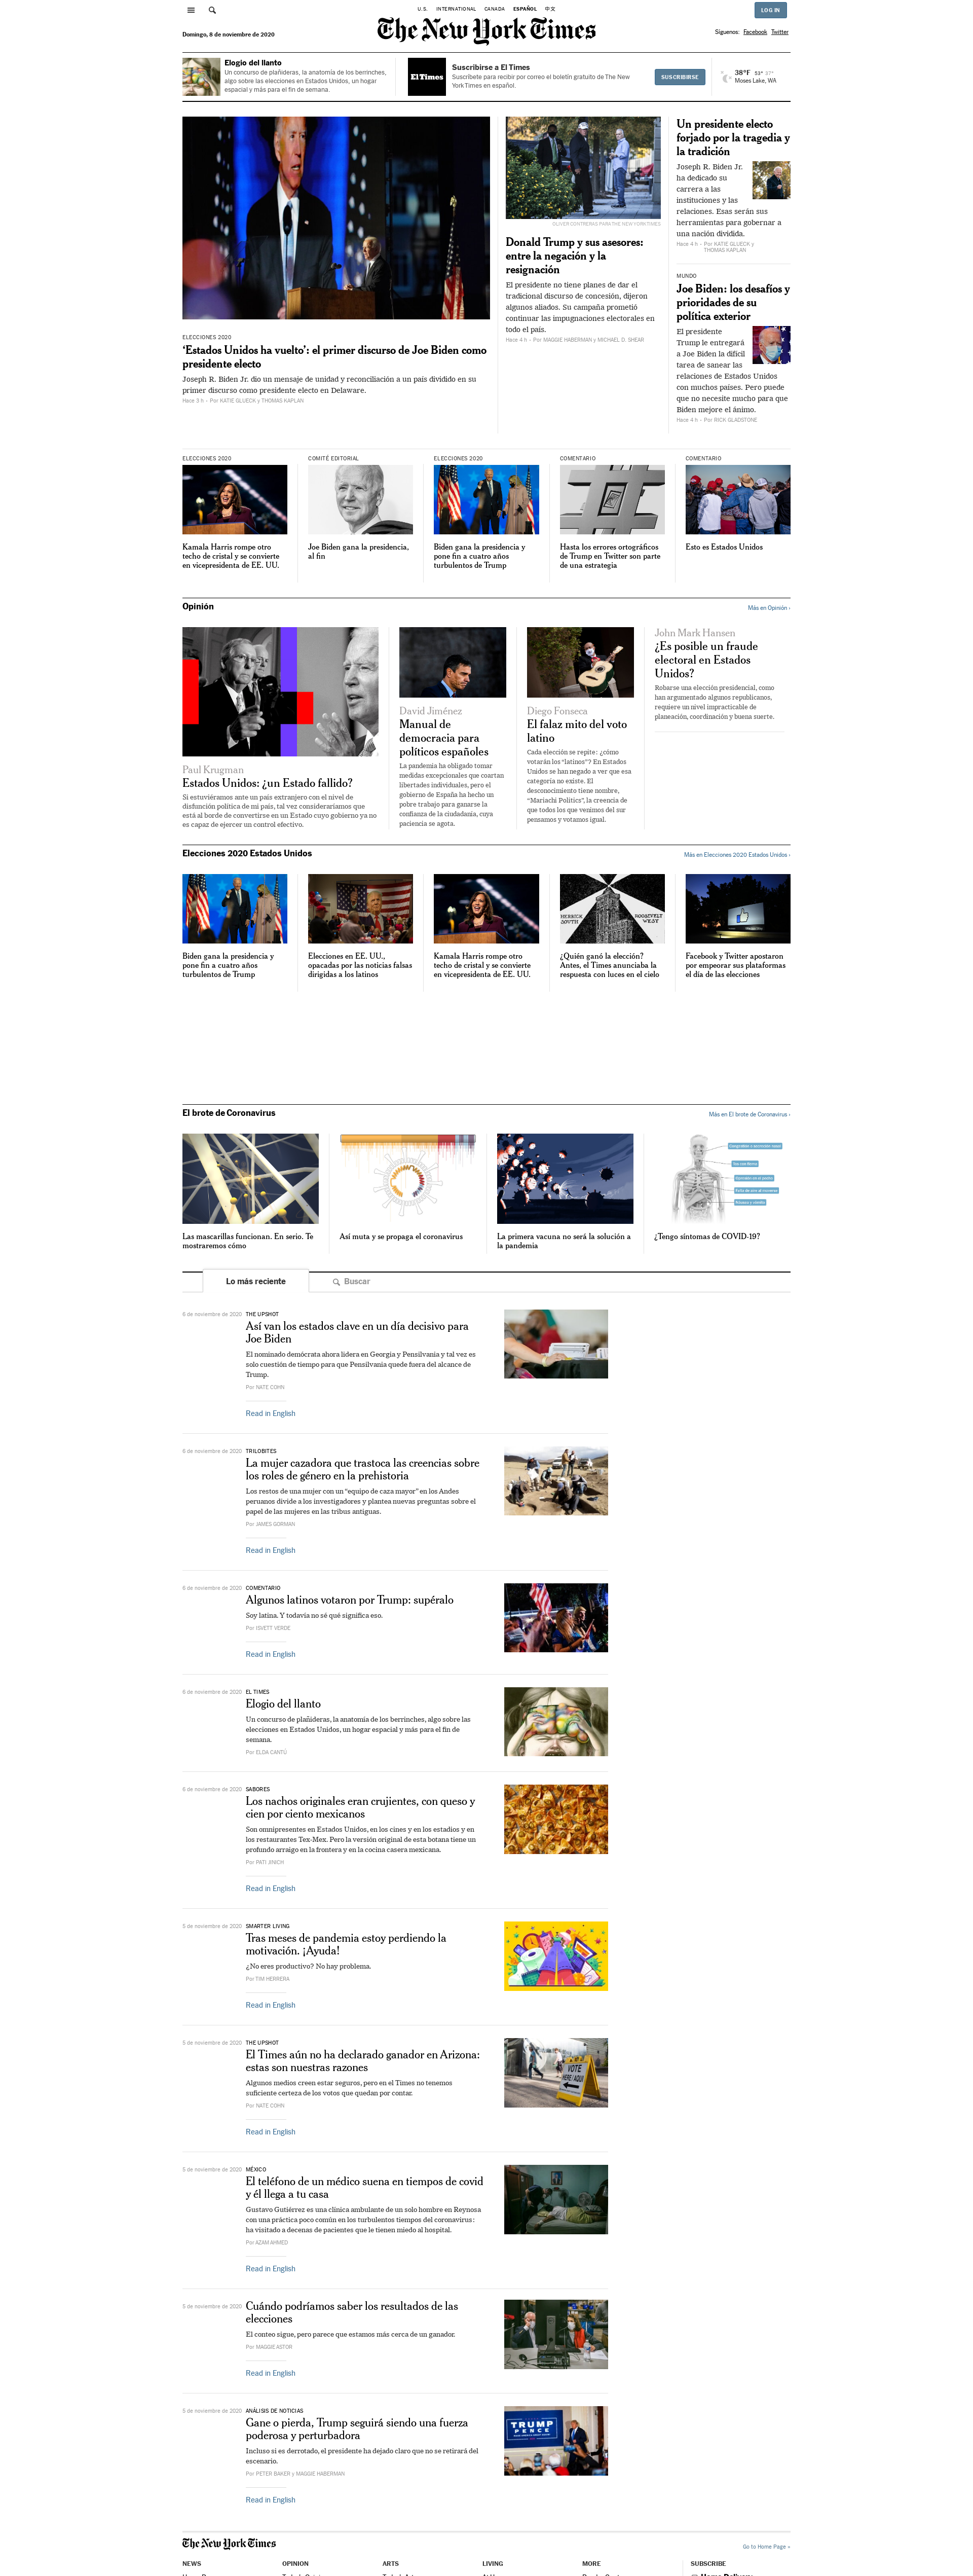 U.S.
INTERNATIONAL
CANADA
ESPAÑOL
中文
LOG IN
Domingo, 8 de noviembre de 2020
The New York Times
Síguenos: Facebook Twitter
Elogio del llanto
Un concurso de plañideras, la anatomía de los berrinches,
algo sobre las elecciones en Estados Unidos, un hogar
espacial y más para el fin de semana.
El Times
Suscribirse a El Times
Suscríbete para recibir por correo el boletín gratuito de The New
York Times en español.
SUSCRIBIRSE
38°F 53° 37°
Moses Lake, WA
ELECCIONES 2020
‘Estados Unidos ha vuelto’: el primer discurso de Joe Biden como
presidente electo
Joseph R. Biden Jr. dio un mensaje de unidad y reconciliación a un país dividido en su
primer discurso como presidente electo en Delaware.
Hace 3 h - Por KATIE GLUECK y THOMAS KAPLAN
OLIVER CONTRERAS PARA THE NEW YORK TIMES
Donald Trump y sus asesores:
entre la negación y la
resignación
El presidente no tiene planes de dar el
tradicional discurso de concesión, dijeron
algunos aliados. Su campaña prometió
continuar las impugnaciones electorales en
todo el país.
Hace 4 h - Por MAGGIE HABERMAN y MICHAEL D. SHEAR
Un presidente electo
forjado por la tragedia y
la tradición
Joseph R. Biden Jr.
ha dedicado su
carrera a las
instituciones y las
relaciones. Esas serán sus
herramientas para gobernar a
una nación dividida.
Hace 4 h - Por KATIE GLUECK y
THOMAS KAPLAN
MUNDO
Joe Biden: los desafíos y
prioridades de su
política exterior
El presidente
Trump le entregará
a Joe Biden la difícil
tarea de sanear las
relaciones de Estados Unidos
con muchos países. Pero puede
que no necesite mucho para que
Biden mejore el ánimo.
Hace 4 h - Por RICK GLADSTONE
ELECCIONES 2020
Kamala Harris rompe otro
techo de cristal y se convierte
en vicepresidenta de EE. UU.
COMITÉ EDITORIAL
Joe Biden gana la presidencia,
al fin
ELECCIONES 2020
Biden gana la presidencia y
pone fin a cuatro años
turbulentos de Trump
COMENTARIO
Hasta los errores ortográficos
de Trump en Twitter son parte
de una estrategia
COMENTARIO
Esto es Estados Unidos
Opinión
Más en Opinión ›
Paul Krugman
Estados Unidos: ¿un Estado fallido?
Si estuviéramos ante un país extranjero con el nivel de
disfunción política de mi país, tal vez consideraríamos que
está al borde de convertirse en un Estado cuyo gobierno ya no
es capaz de ejercer un control efectivo.
David Jiménez
Manual de
democracia para
políticos españoles
La pandemia ha obligado tomar
medidas excepcionales que coartan
libertades individuales, pero el
gobierno de España ha hecho un
pobre trabajo para ganarse la
confianza de la ciudadanía, cuya
paciencia se agota.
Diego Fonseca
El falaz mito del voto
latino
Cada elección se repite: ¿cómo
votarán los “latinos”? En Estados
Unidos se han negado a ver que esa
categoría no existe. El
desconocimiento tiene nombre,
“Mariachi Politics”, la creencia de
que todos los que venimos del sur
pensamos y votamos igual.
John Mark Hansen
¿Es posible un fraude
electoral en Estados
Unidos?
Robarse una elección presidencial, como
han argumentado algunos republicanos,
requiere un nivel impracticable de
planeación, coordinación y buena suerte.
Elecciones 2020 Estados Unidos
Más en Elecciones 2020 Estados Unidos ›
HERRICK
SOUTH
ROOSEVELT
WEST
Biden gana la presidencia y
pone fin a cuatro años
turbulentos de Trump
Elecciones en EE. UU.,
opacadas por las noticias falsas
dirigidas a los latinos
Kamala Harris rompe otro
techo de cristal y se convierte
en vicepresidenta de EE. UU.
¿Quién ganó la elección?
Antes, el Times anunciaba la
respuesta con luces en el cielo
Facebook y Twitter apostaron
por empeorar sus plataformas
el día de las elecciones
El brote de Coronavirus
Más en El brote de Coronavirus ›
Las mascarillas funcionan. En serio. Te
mostraremos cómo
Así muta y se propaga el coronavirus
La primera vacuna no será la solución a
la pandemia
¿Tengo síntomas de COVID-19?
Lo más reciente
Buscar
6 de noviembre de 2020
THE UPSHOT
Así van los estados clave en un día decisivo para
Joe Biden
El nominado demócrata ahora lidera en Georgia y Pensilvania y tal vez es
solo cuestión de tiempo para que Pensilvania quede fuera del alcance de
Trump.
Por NATE COHN
Read in English
6 de noviembre de 2020
TRILOBITES
La mujer cazadora que trastoca las creencias sobre
los roles de género en la prehistoria
Los restos de una mujer con un “equipo de caza mayor” en los Andes
peruanos divide a los investigadores y plantea nuevas preguntas sobre el
papel de las mujeres en las tribus antiguas.
Por JAMES GORMAN
Read in English
6 de noviembre de 2020
COMENTARIO
Algunos latinos votaron por Trump: supéralo
Soy latina. Y todavía no sé qué significa eso.
Por ISVETT VERDE
Read in English
6 de noviembre de 2020
EL TIMES
Elogio del llanto
Un concurso de plañideras, la anatomía de los berrinches, algo sobre las
elecciones en Estados Unidos, un hogar espacial y más para el fin de
semana.
Por ELDA CANTÚ
6 de noviembre de 2020
SABORES
Los nachos originales eran crujientes, con queso y
cien por ciento mexicanos
Son omnipresentes en Estados Unidos, en los cines y en los estadios y en
los restaurantes Tex-Mex. Pero la versión original de esta botana tiene un
profundo arraigo en la frontera y en la cocina casera mexicana.
Por PATI JINICH
Read in English
5 de noviembre de 2020
SMARTER LIVING
Tras meses de pandemia estoy perdiendo la
motivación. ¡Ayuda!
¿No eres productivo? No hay problema.
Por TIM HERRERA
Read in English
5 de noviembre de 2020
THE UPSHOT
El Times aún no ha declarado ganador en Arizona:
estas son nuestras razones
Algunos medios creen estar seguros, pero en el Times no tenemos
suficiente certeza de los votos que quedan por contar.
Por NATE COHN
VOTE
HERE / AQUI
Read in English
5 de noviembre de 2020
MÉXICO
El teléfono de un médico suena en tiempos de covid
y él llega a tu casa
Gustavo Gutiérrez es una clínica ambulante de un solo hombre en Reynosa
con una práctica poco común en los turbulentos tiempos del coronavirus:
ha visitado a decenas de pacientes que le tienen miedo al hospital.
Por AZAM AHMED
Read in English
5 de noviembre de 2020
Cuándo podríamos saber los resultados de las
elecciones
El conteo sigue, pero parece que estamos más cerca de un ganador.
Por MAGGIE ASTOR
Read in English
5 de noviembre de 2020
ANÁLISIS DE NOTICIAS
Gane o pierda, Trump seguirá siendo una fuerza
poderosa y perturbadora
Incluso si es derrotado, el presidente ha dejado claro que no se retirará del
escenario.
Por PETER BAKER y MAGGIE HABERMAN
TRUMP
PENCE
Read in English
The New York Times
Go to Home Page »
NEWS
OPINION
ARTS
LIVING
MORE
SUBSCRIBE